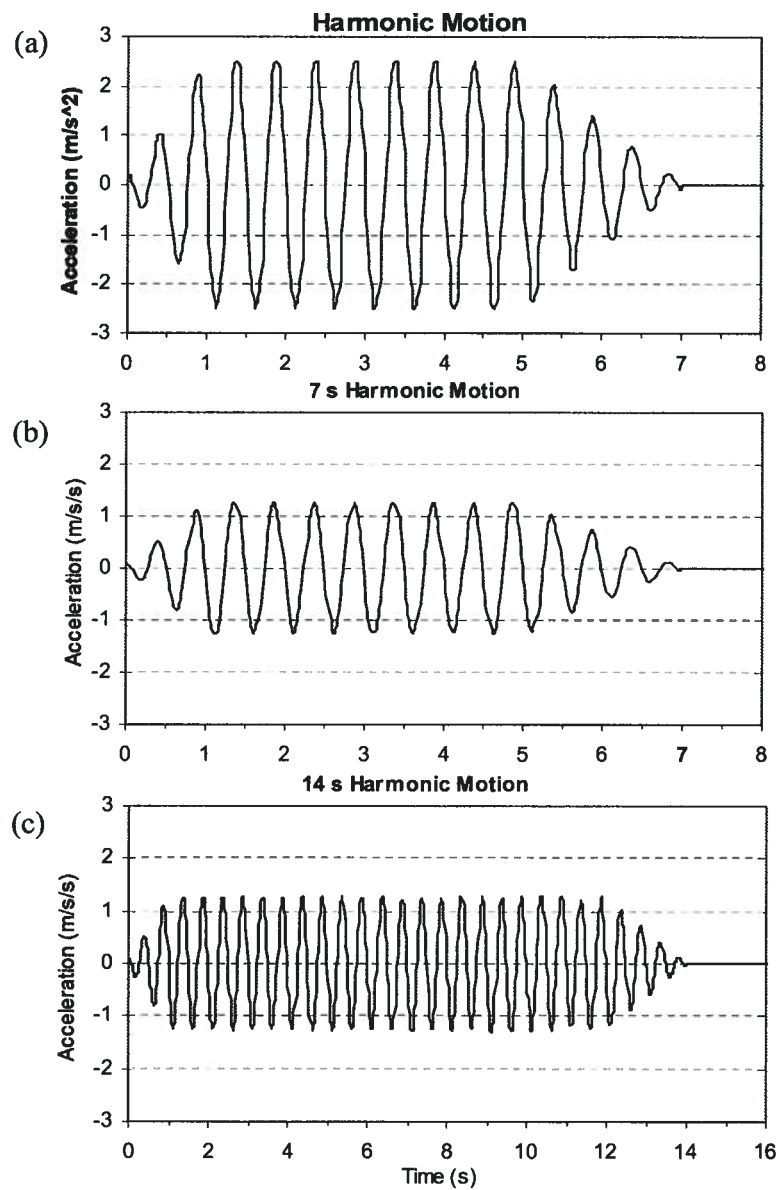 Harmonic Motion
(a)
Acceleration (m/s^2)
3
2
1
0
-1
-2
-3
0 1 2 3 4 5 6 7 8
7 s Harmonic Motion
(b)
Acceleration (m/s/s)
3
2
1
0
-1
-2
-3
0 1 2 3 4 5 6 7 8
14 s Harmonic Motion
(c)
Acceleration (m/s/s)
3
2
1
0
-1
-2
-3
0 2 4 6 8 10 12 14 16
Time (s)